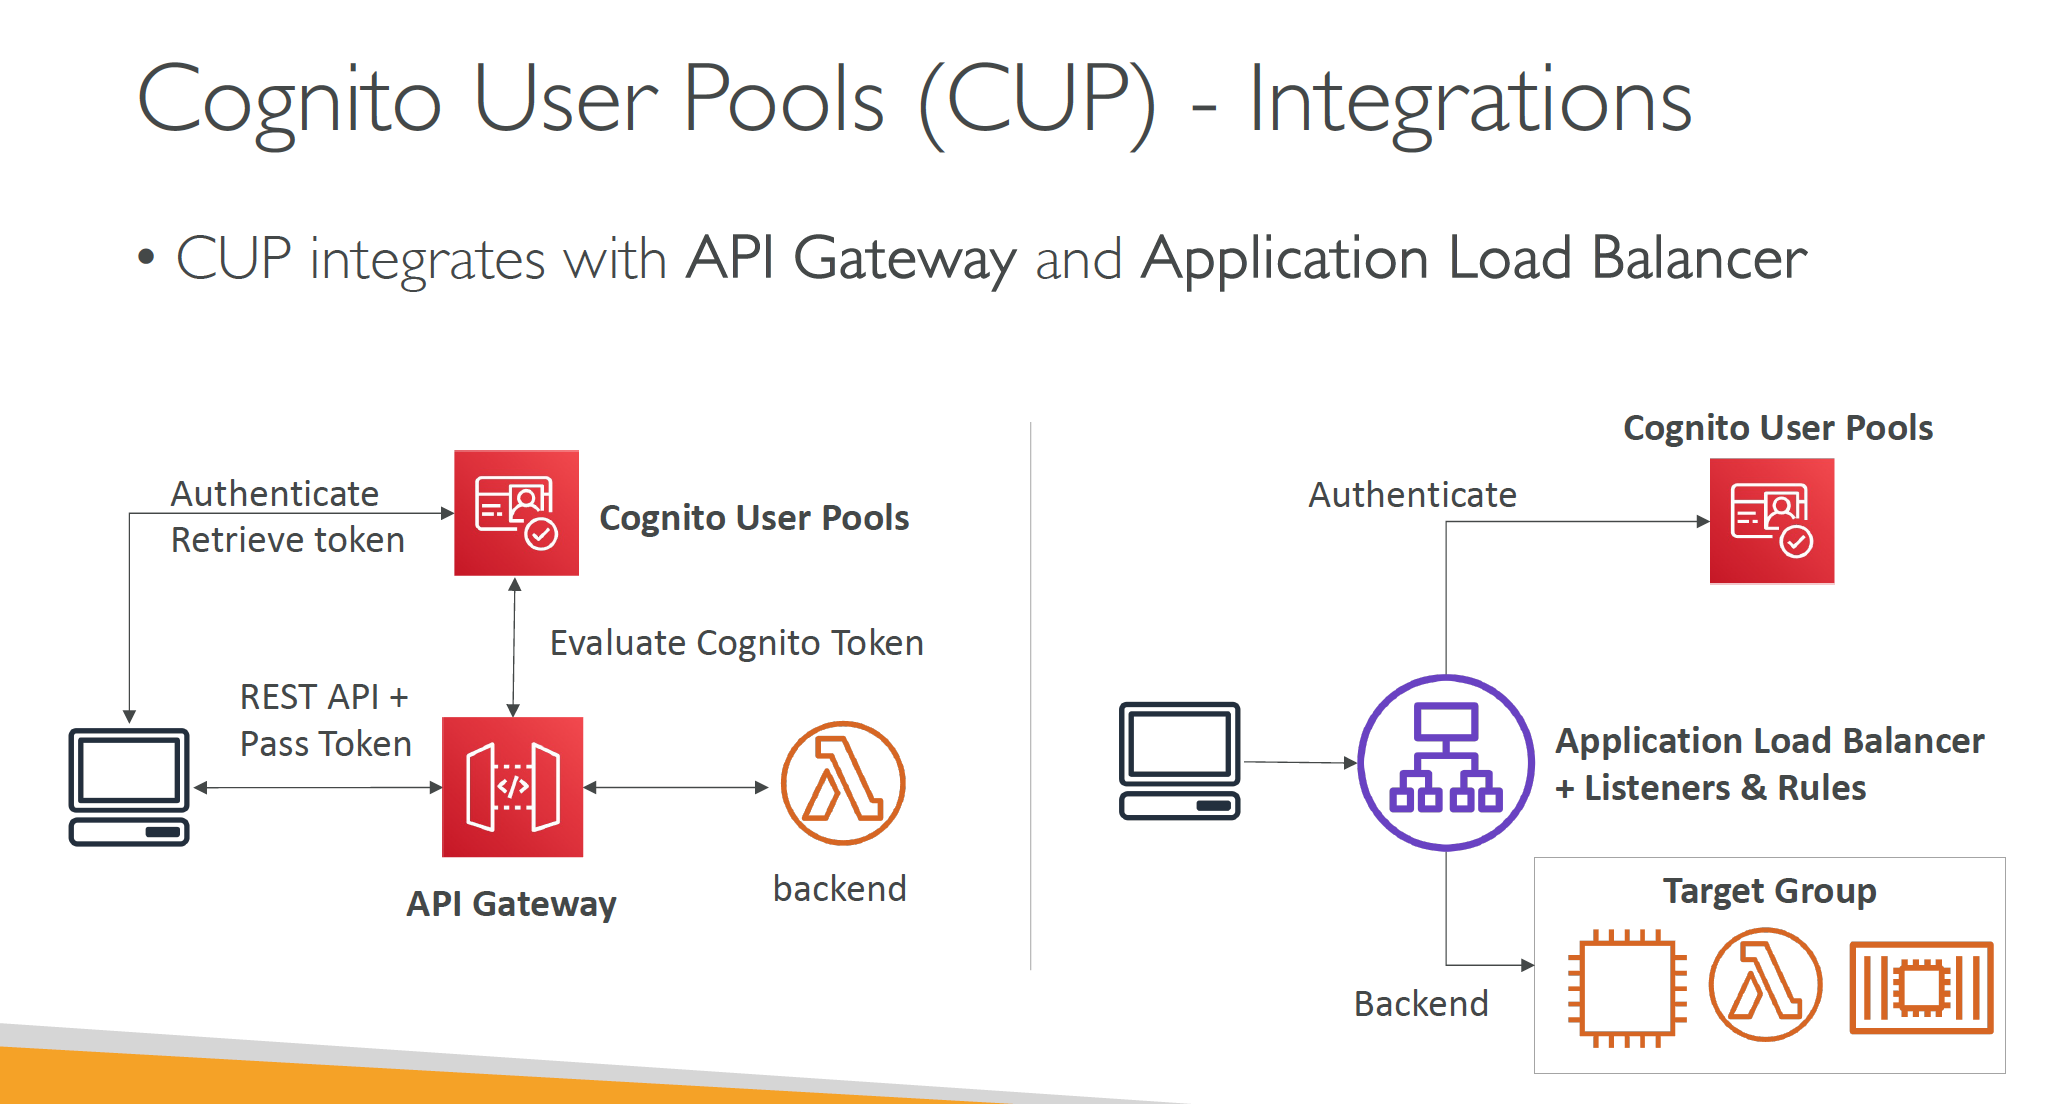 Cognito User Pools (CUP) - Integrations
• CUP integrates with API Gateway and Application Load Balancer
Authenticate
Retrieve token
Cognito User Pools
Evaluate Cognito Token
REST API +
Pass Token
API Gateway
backend
Cognito User Pools
Authenticate
Application Load Balancer
+ Listeners & Rules
Target Group
Backend